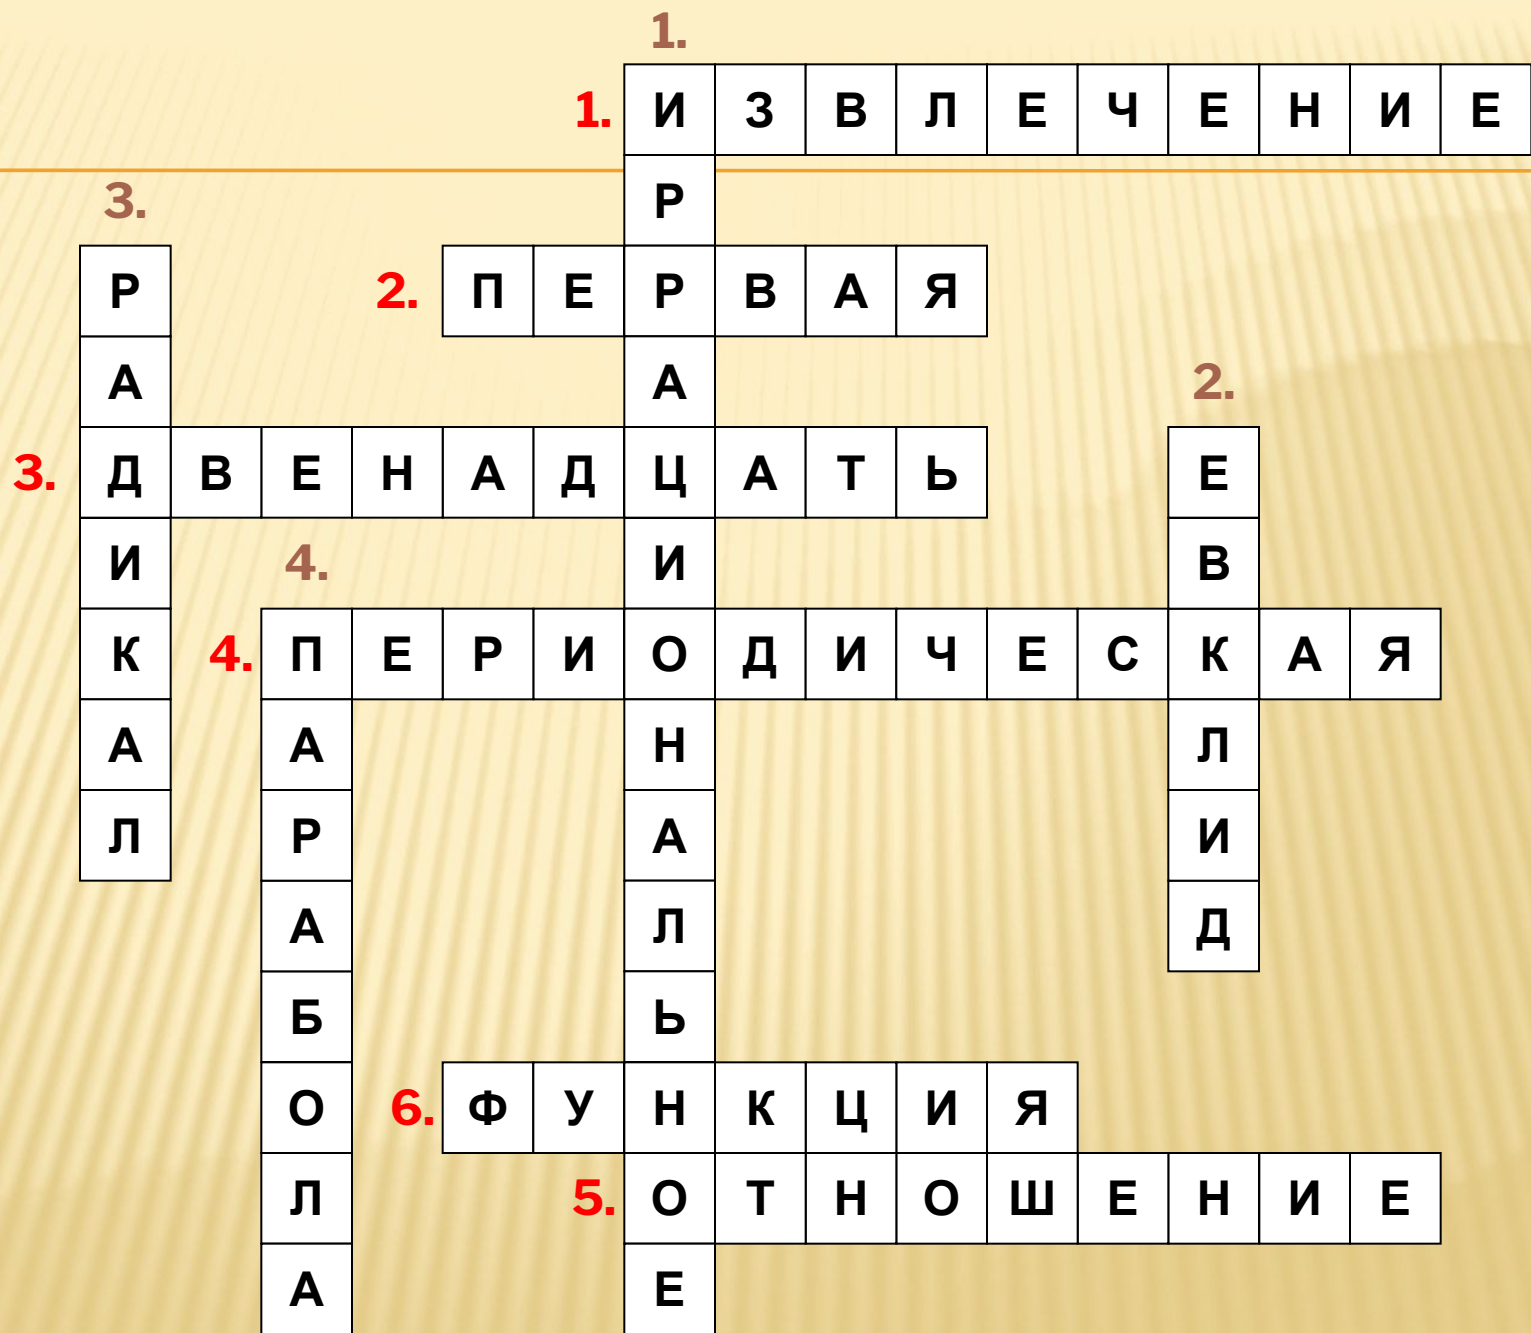 1.
1. ИЗВЛЕЧЕНИЕ
Р
3.
Р 2. ПЕРВАЯ
А А 2.
3. ДВЕНАДЦАТЬ Е
И 4. И В
К 4. ПЕРИОДИЧЕСКАЯ
А А Н Л
Л Р А И
А Л Д
Б Ь
О 6. ФУНКЦИЯ
Л 5. ОТНОШЕНИЕ
А Е